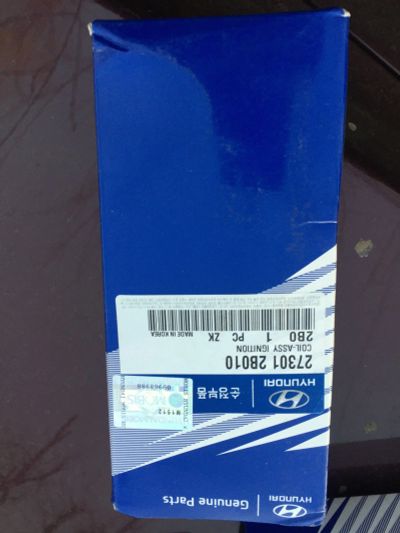 HYUNDAI
Genuine Parts
HYUNDAI
순정부품
27301 2B010
COIL-ASSY IGNITION
2B0 1 PC ZK
MADE IN KOREA
MOBIS
M1512